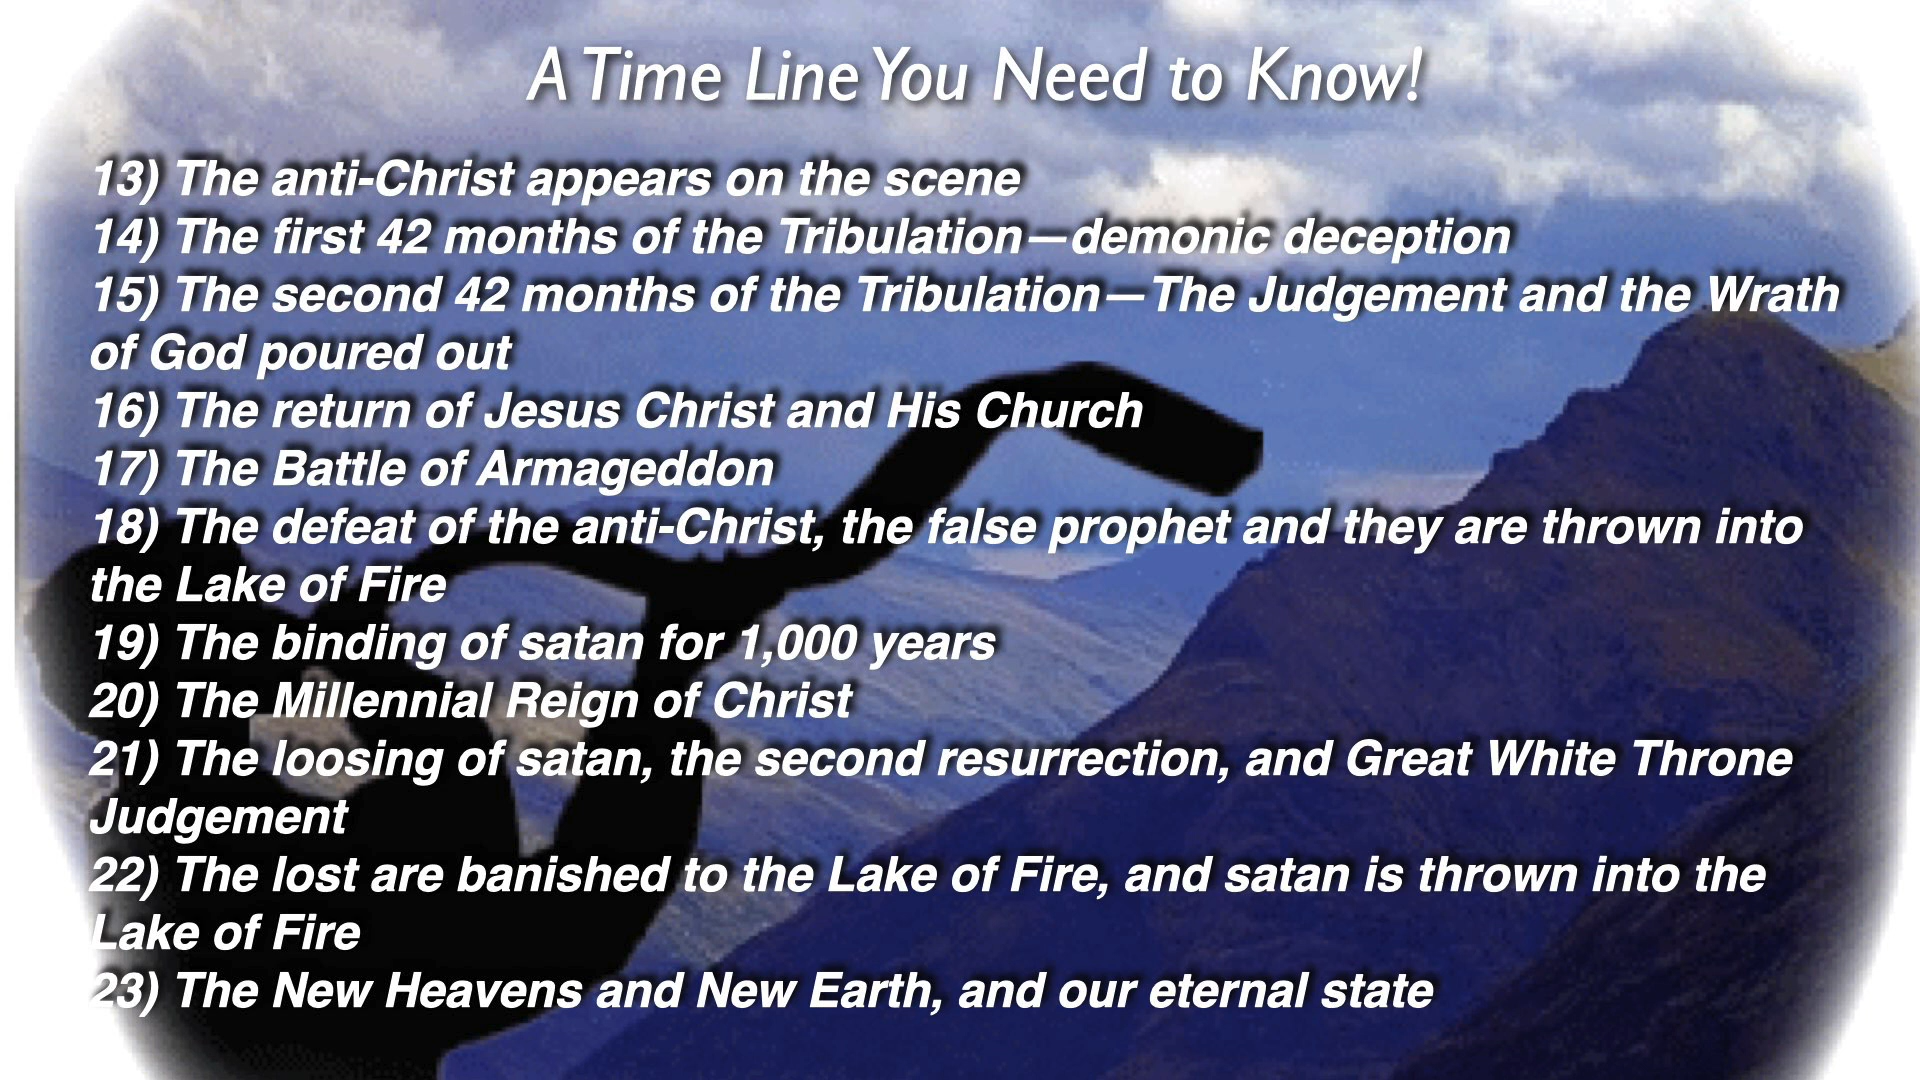 A Time Line You Need to Know!
13) The anti-Christ appears on the scene
14) The first 42 months of the Tribulation—demonic deception
15) The second 42 months of the Tribulation—The Judgement and the Wrath
of God poured out
16) The return of Jesus Christ and His Church
17) The Battle of Armageddon
18) The defeat of the anti-Christ, the false prophet and they are thrown into
the Lake of Fire
19) The binding of satan for 1,000 years
20) The Millennial Reign of Christ
21) The loosing of satan, the second resurrection, and Great White Throne
Judgement
22) The lost are banished to the Lake of Fire, and satan is thrown into the
Lake of Fire
23) The New Heavens and New Earth, and our eternal state